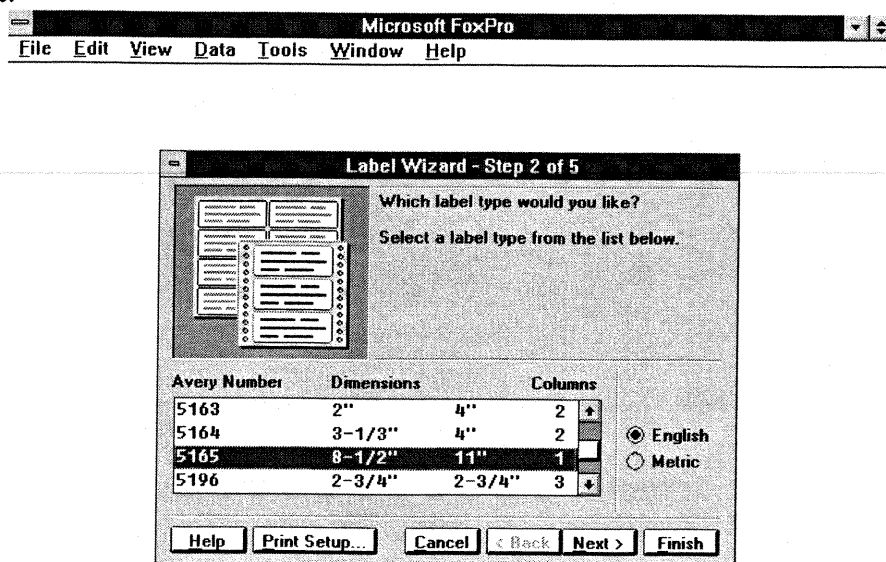 Microsoft FoxPro
File Edit View Data Tools Window Help
Label Wizard - Step 2 of 5
Which label type would you like?
Select a label type from the list below.
Avery Number Dimensions Columns
5163 2'' 4'' 2
5164 3-1/3'' 4'' 2
5165 8-1/2'' 11'' 1
5196 2-3/4'' 2-3/4'' 3
English
Metric
Help Print Setup... Cancel < Back Next > Finish